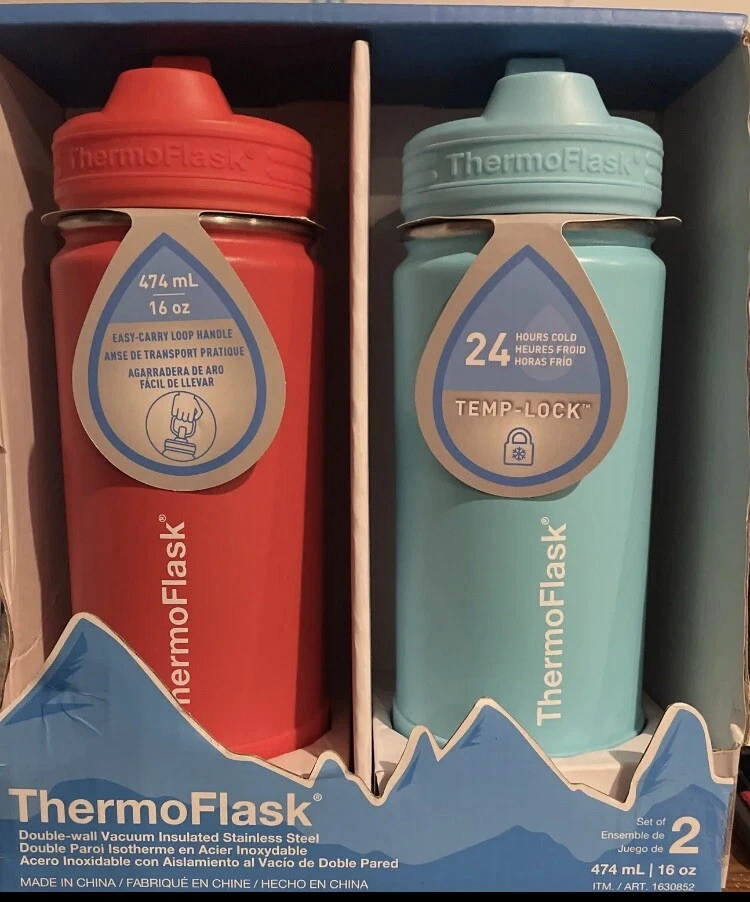 ThermoFlask®
474 mL
16 oz
EASY-CARRY LOOP HANDLE
ANSE DE TRANSPORT PRATIQUE
AGARRADERA DE ARO
FÁCIL DE LLEVAR
hermoFlask®
ThermoFlask®
24 HOURS COLD
HEURES FROID
HORAS FRÍO
TEMP-LOCK™
ThermoFlask®
ThermoFlask®
Double-wall Vacuum Insulated Stainless Steel
Double Paroi Isotherme en Acier Inoxydable
Acero Inoxidable con Aislamiento al Vacío de Doble Pared
MADE IN CHINA / FABRIQUÉ EN CHINE / HECHO EN CHINA
Set of
Ensemble de
Juego de
2
474 mL | 16 oz
ITM. / ART. 1630852